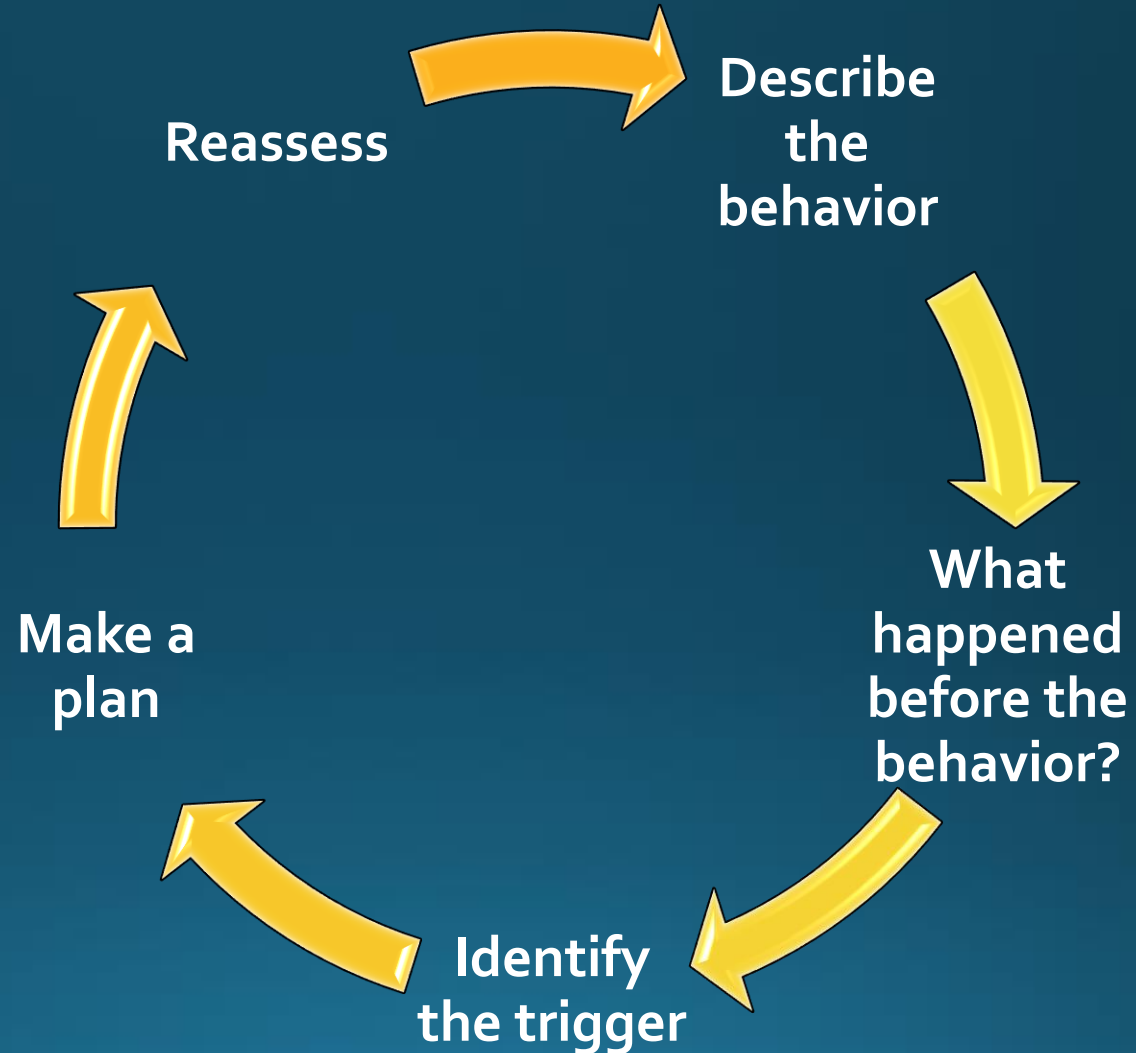 Describe
the
behavior
What
happened
before the
behavior?
Identify
the trigger
Make a
plan
Reassess